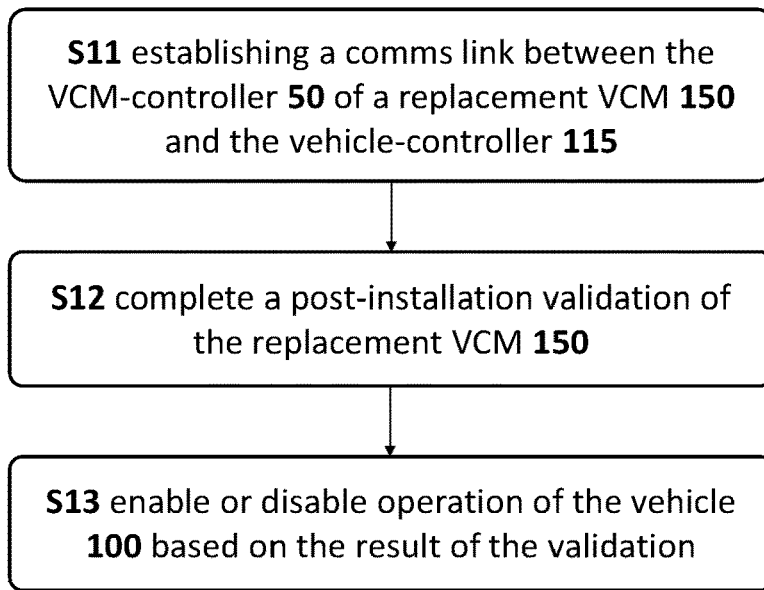 S11 establishing a comms link between the
VCM-controller 50 of a replacement VCM 150
and the vehicle-controller 115
S12 complete a post-installation validation of
the replacement VCM 150
S13 enable or disable operation of the vehicle
100 based on the result of the validation